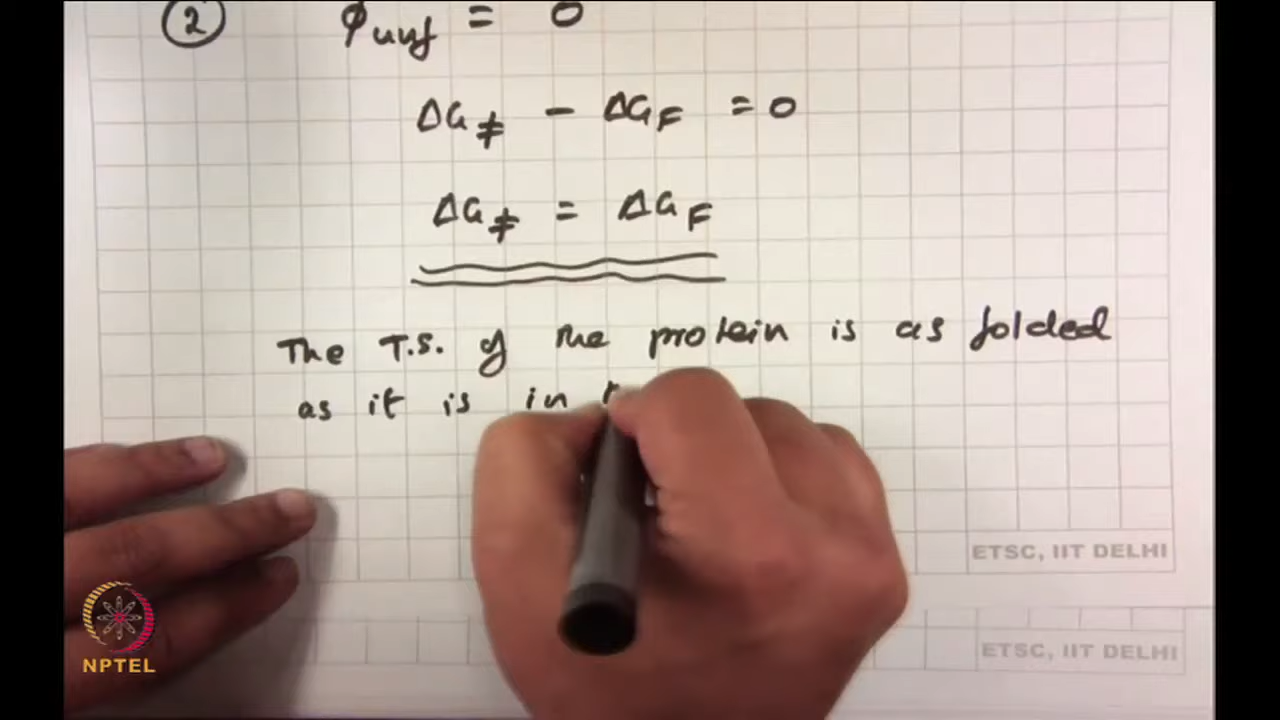 ② φunf = 0
ΔG≠ - ΔGF = 0
ΔG≠ = ΔGF
The T.S. of the protein is as folded
as it is in
ETSC, IIT DELHI
ETSC, IIT DELHI
NPTEL